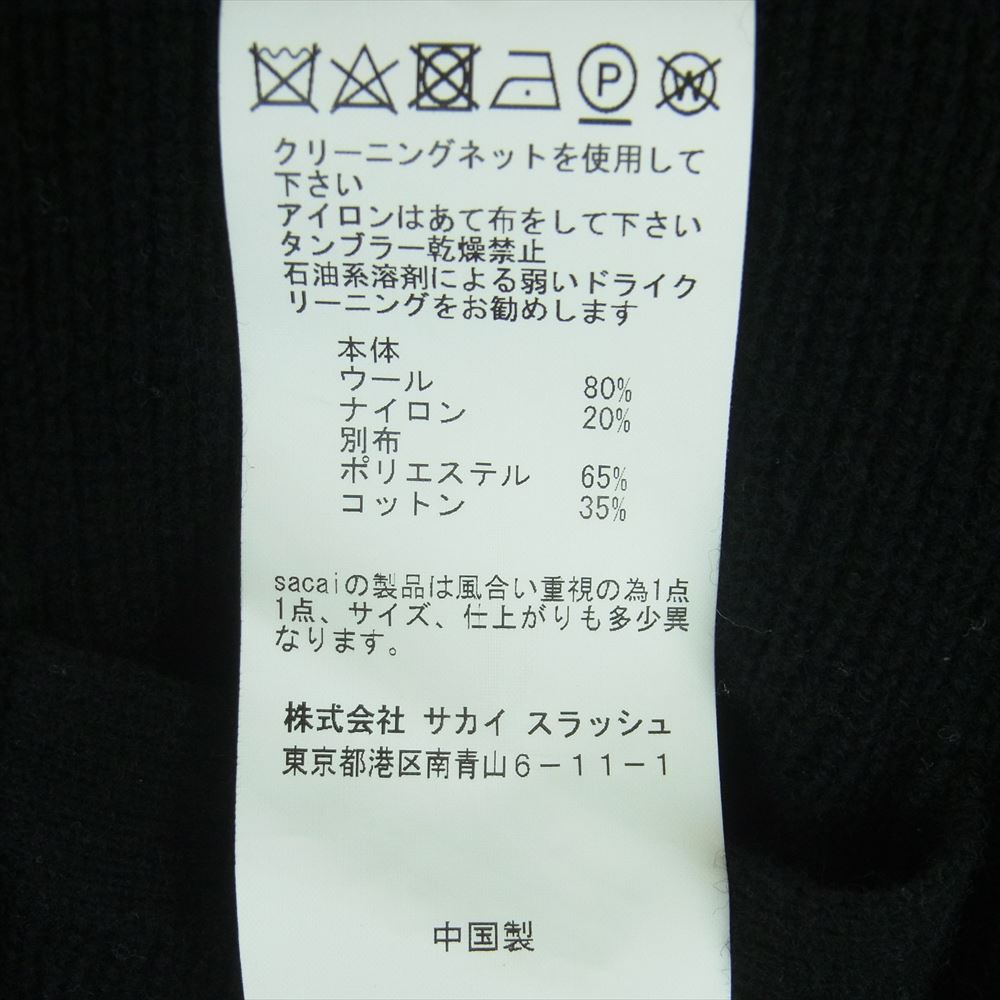 P W
クリーニングネットを使用して
下さい
アイロンはあて布をして下さい
タンブラー乾燥禁止
石油系溶剤による弱いドライク
リーニングをお勧めします
本体
ウール 80%
ナイロン 20%
別布
ポリエステル 65%
コットン 35%
sacaiの製品は風合い重視の為1点
1点、サイズ、仕上がりも多少異
なります。
株式会社 サカイ スラッシュ
東京都港区南青山6-11-1
中国製